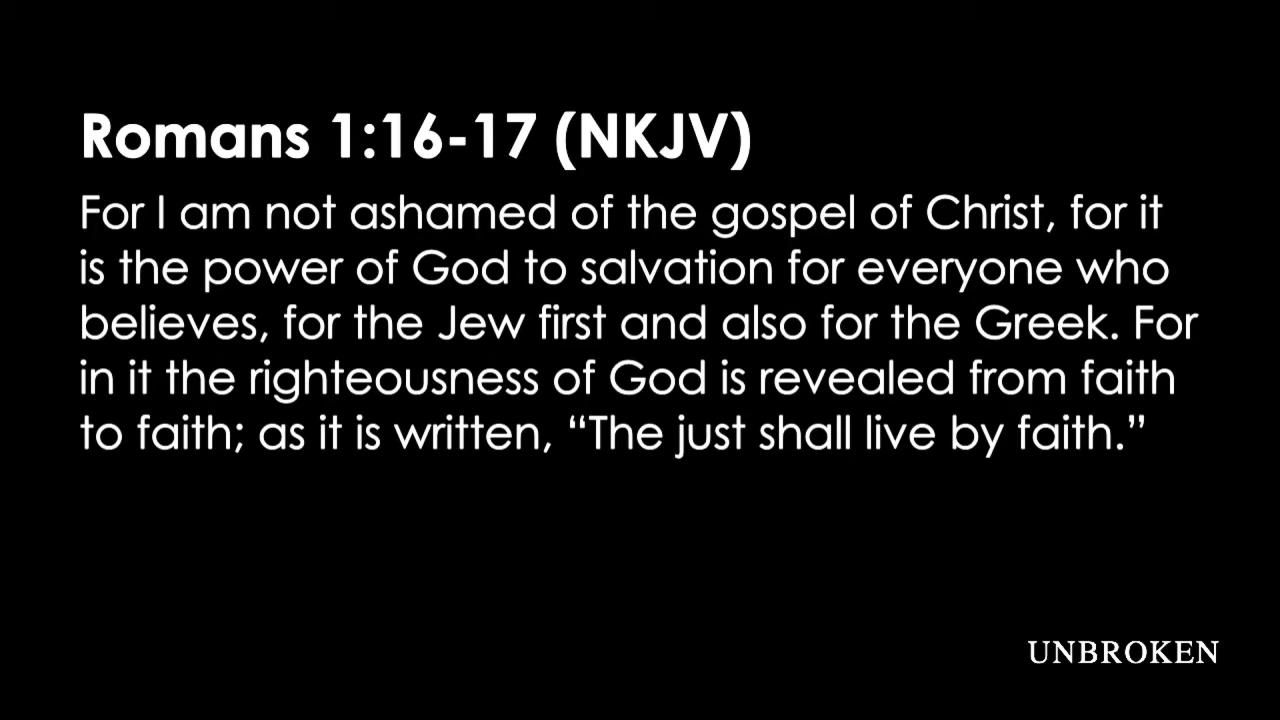 Romans 1:16-17 (NKJV)
For I am not ashamed of the gospel of Christ, for it
is the power of God to salvation for everyone who
believes, for the Jew first and also for the Greek. For
in it the righteousness of God is revealed from faith
to faith; as it is written, “The just shall live by faith.”
UNBROKEN